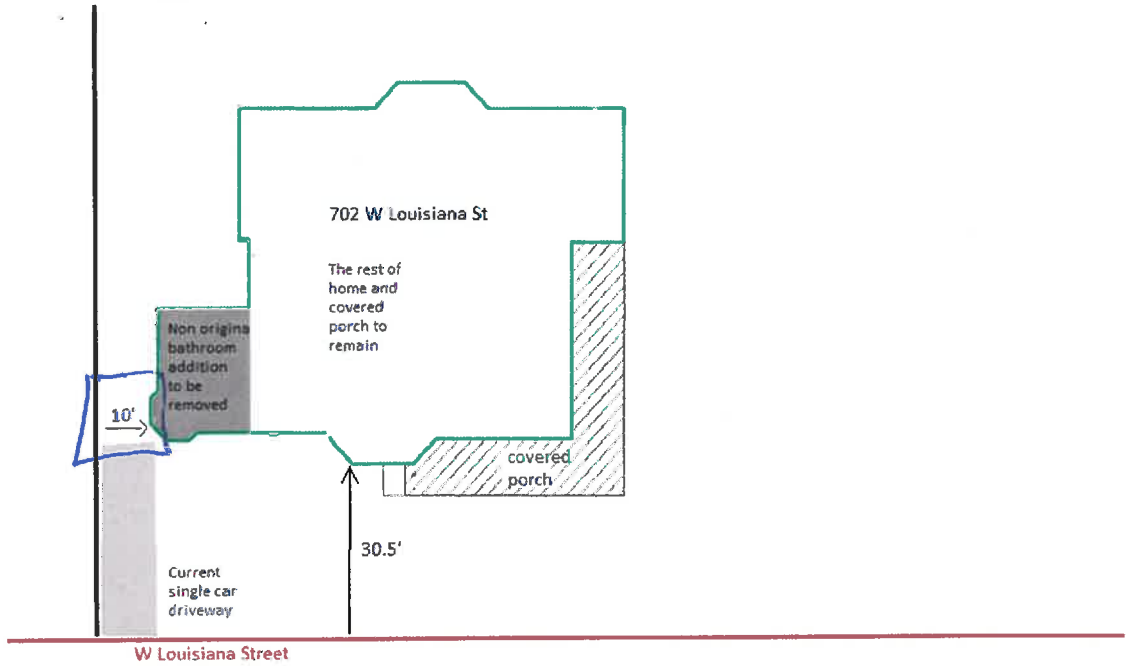 702 W Louisiana St
The rest of
home and
covered
porch to
remain
Non origina
bathroom
addition
to be
removed
10'
covered
porch
30.5'
Current
single car
driveway
W Louisiana Street